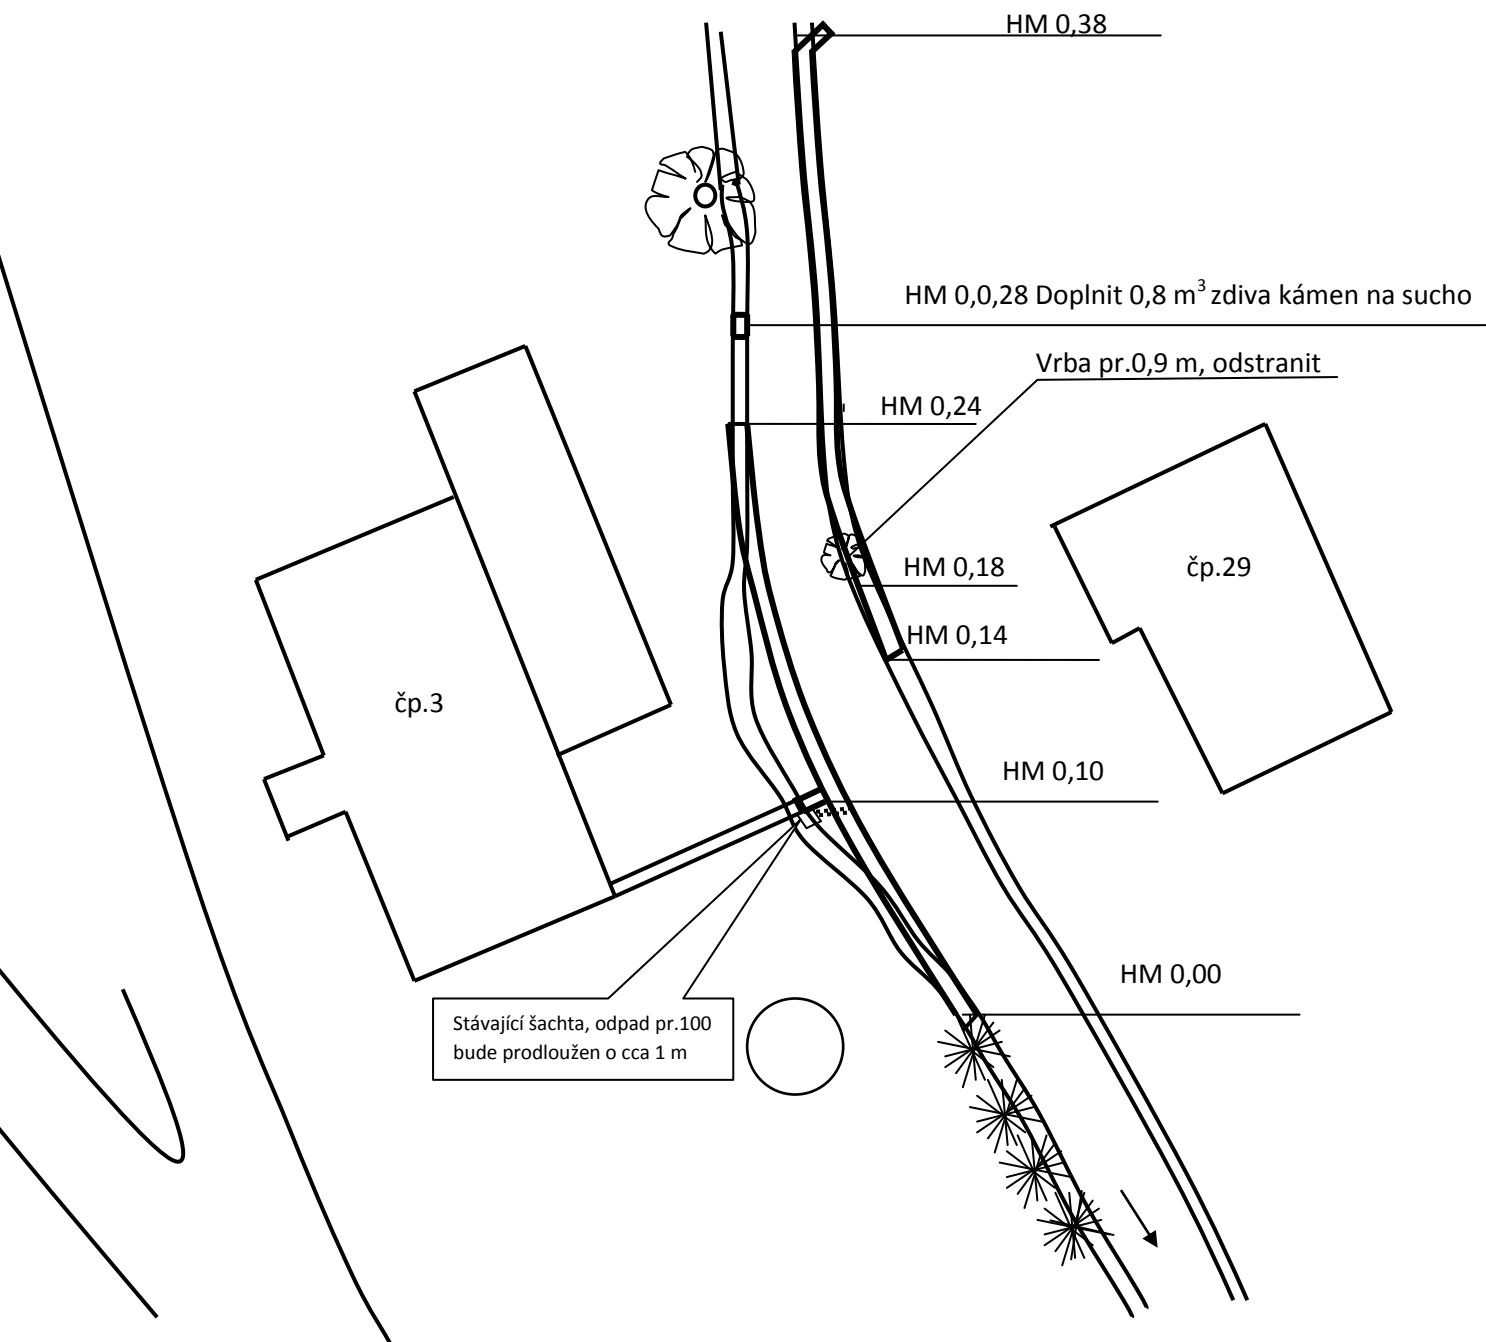 HM 0,38
HM 0,0,28 Doplnit 0,8 m³ zdiva kámen na sucho
Vrba pr.0,9 m, odstranit
HM 0,24
HM 0,18
čp.29
HM 0,14
čp.3
HM 0,10
HM 0,00
Stávající šachta, odpad pr.100
bude prodloužen o cca 1 m